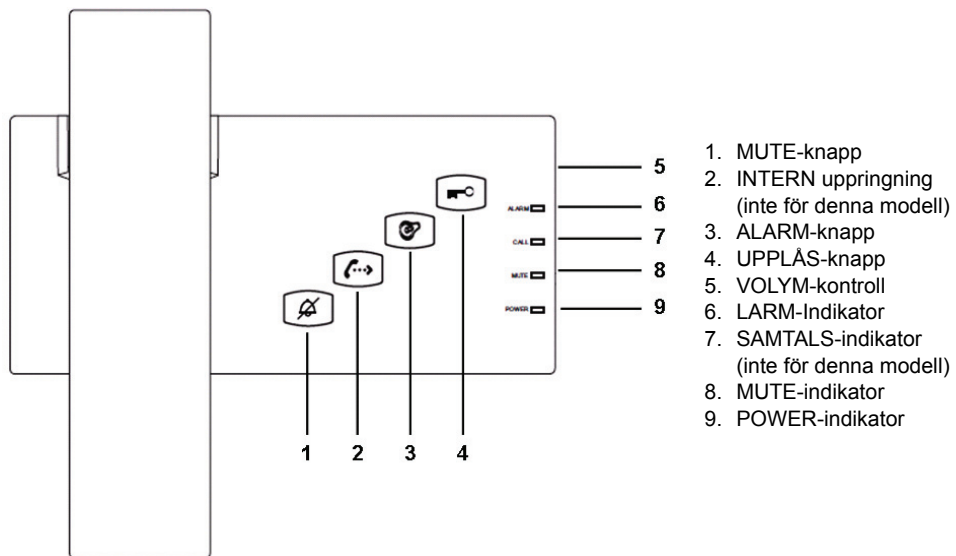 5
ALARM 6
CALL 7
MUTE 8
POWER 9
1 2 3 4
1. MUTE-knapp
2. INTERN uppringning
(inte för denna modell)
3. ALARM-knapp
4. UPPLÅS-knapp
5. VOLYM-kontroll
6. LARM-Indikator
7. SAMTALS-indikator
(inte för denna modell)
8. MUTE-indikator
9. POWER-indikator